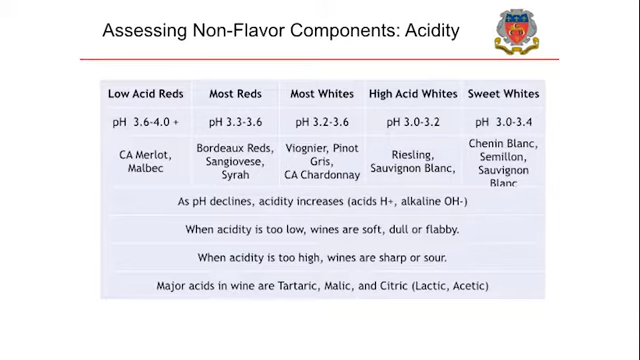 Assessing Non-Flavor Components: Acidity
Low Acid Reds Most Reds Most Whites High Acid Whites Sweet Whites
pH 3.6-4.0 + pH 3.3-3.6 pH 3.2-3.6 pH 3.0-3.2 pH 3.0-3.4
CA Merlot,
Malbec
Bordeaux Reds,
Sangiovese,
Syrah
Viognier, Pinot
Gris,
CA Chardonnay
Riesling,
Sauvignon Blanc,
Chenin Blanc,
Semillon,
Sauvignon
Blanc
As pH declines, acidity increases (acids H+, alkaline OH-)
When acidity is too low, wines are soft, dull or flabby.
When acidity is too high, wines are sharp or sour.
Major acids in wine are Tartaric, Malic, and Citric (Lactic, Acetic)